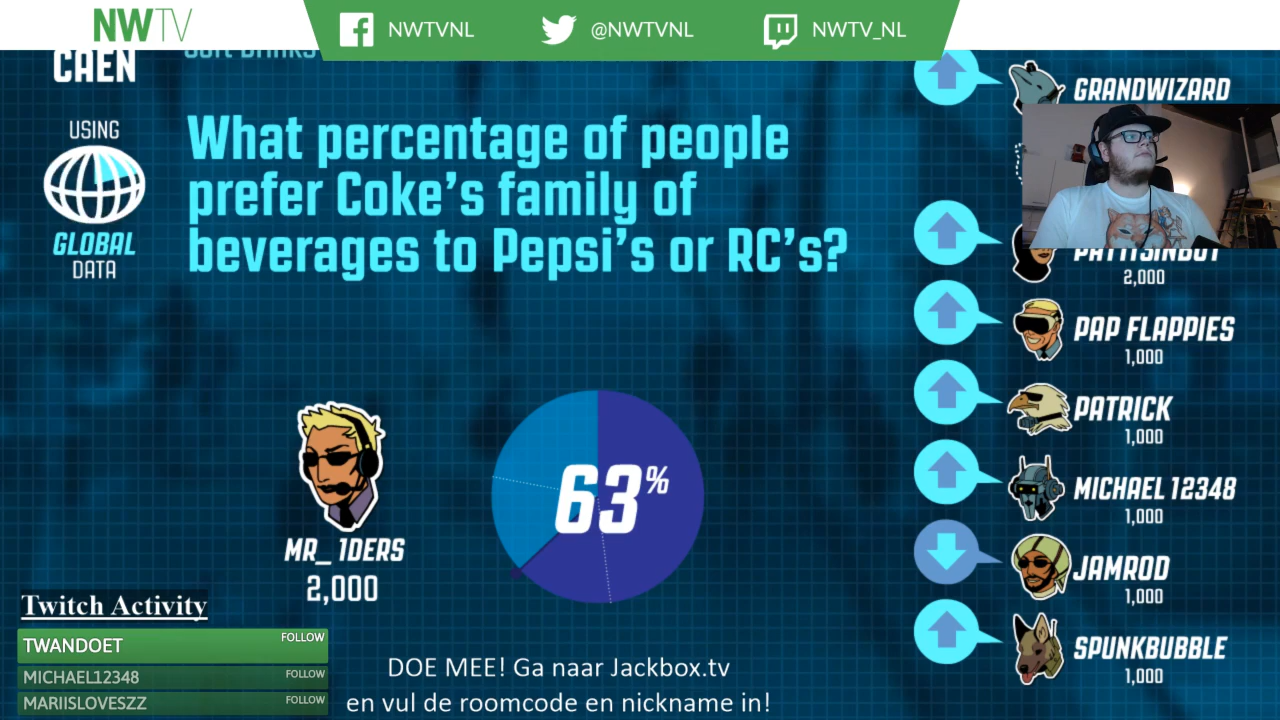 NWTV
NWTVNL
@NWTVNL
NWTV_NL
CAEN
Soft Drinks
USING
GLOBAL
DATA
What percentage of people
prefer Coke's family of
beverages to Pepsi's or RC's?
63%
MR_1DERS
2,000
GRANDWIZARD
PATTISINBOT
2,000
PAP FLAPPIES
1,000
PATRICK
1,000
MICHAEL 12348
1,000
JAMROD
1,000
SPUNKBUBBLE
1,000
Twitch Activity
TWANDOET FOLLOW
MICHAEL12348 FOLLOW
MARIISLOVESZZ FOLLOW
DOE MEE! Ga naar Jackbox.tv
en vul de roomcode en nickname in!